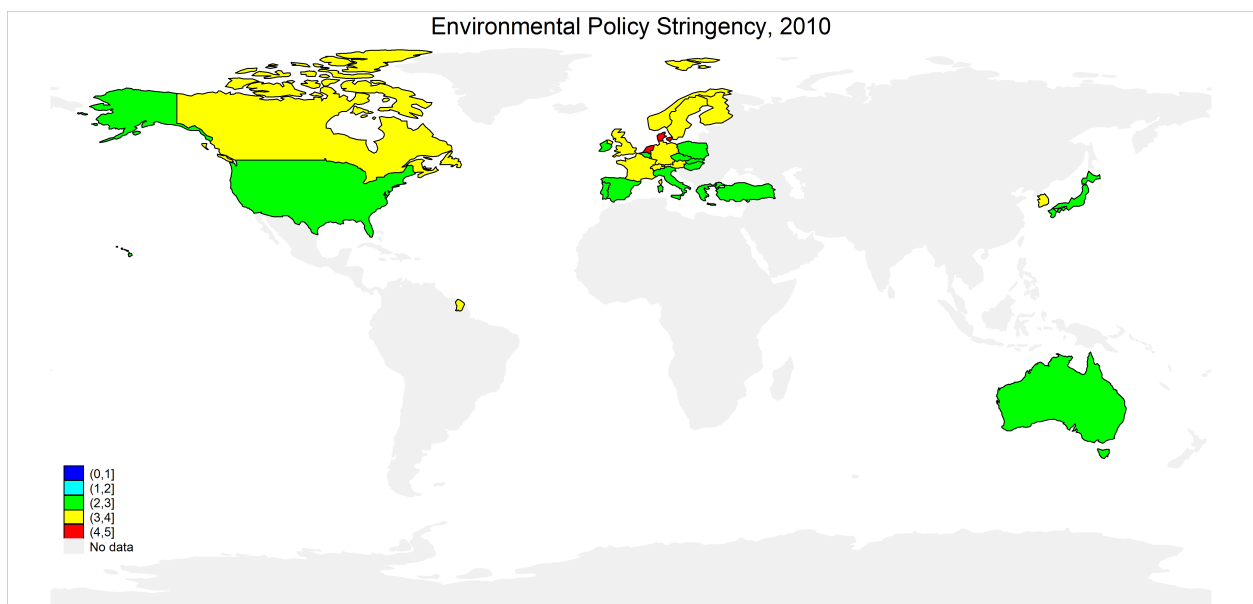 Environmental Policy Stringency, 2010
(0,1]
(1,2]
(2,3]
(3,4]
(4,5]
No data